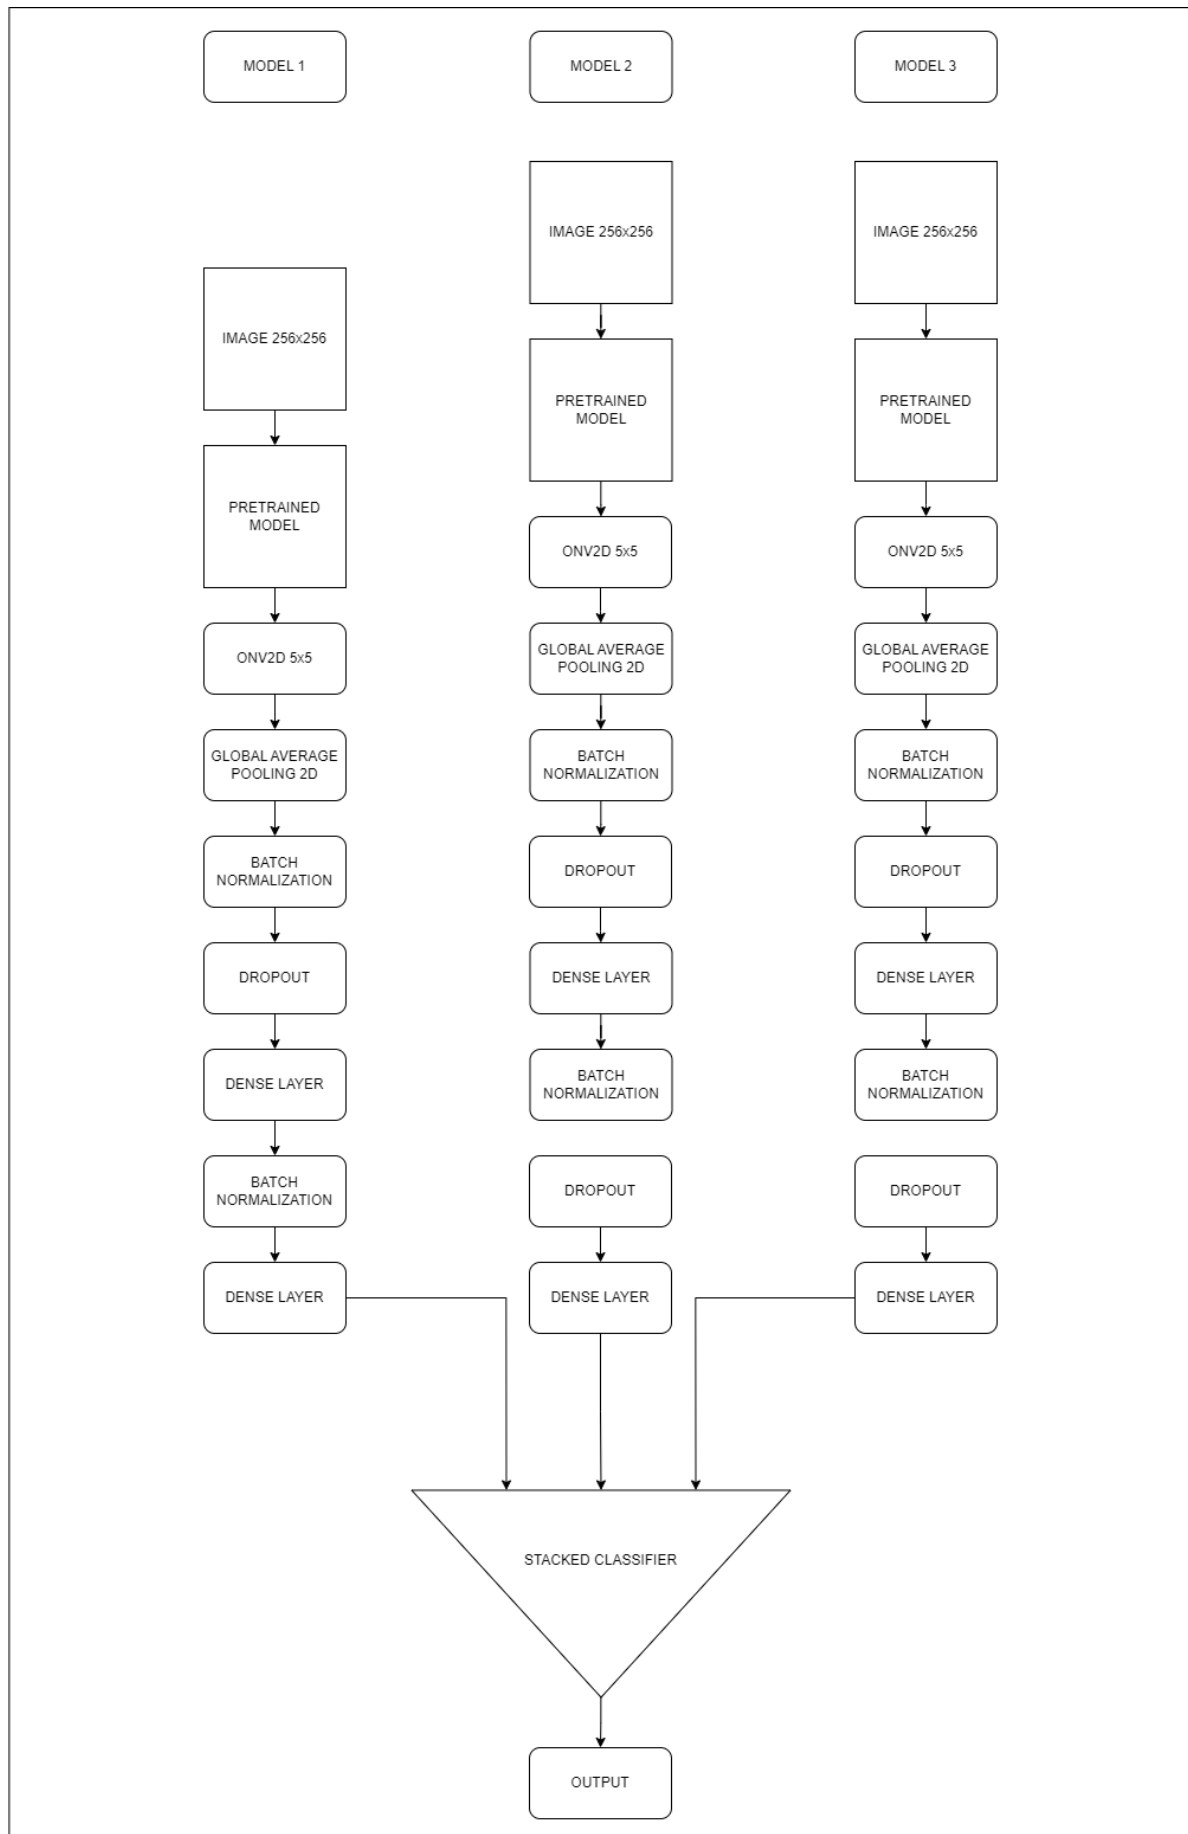 MODEL 1
MODEL 2
MODEL 3
IMAGE 256x256
PRETRAINED
MODEL
ONV2D 5x5
GLOBAL AVERAGE
POOLING 2D
BATCH
NORMALIZATION
DROPOUT
DENSE LAYER
BATCH
NORMALIZATION
DENSE LAYER
IMAGE 256x256
PRETRAINED
MODEL
ONV2D 5x5
GLOBAL AVERAGE
POOLING 2D
BATCH
NORMALIZATION
DROPOUT
DENSE LAYER
BATCH
NORMALIZATION
DROPOUT
DENSE LAYER
IMAGE 256x256
PRETRAINED
MODEL
ONV2D 5x5
GLOBAL AVERAGE
POOLING 2D
BATCH
NORMALIZATION
DROPOUT
DENSE LAYER
BATCH
NORMALIZATION
DROPOUT
DENSE LAYER
STACKED CLASSIFIER
OUTPUT